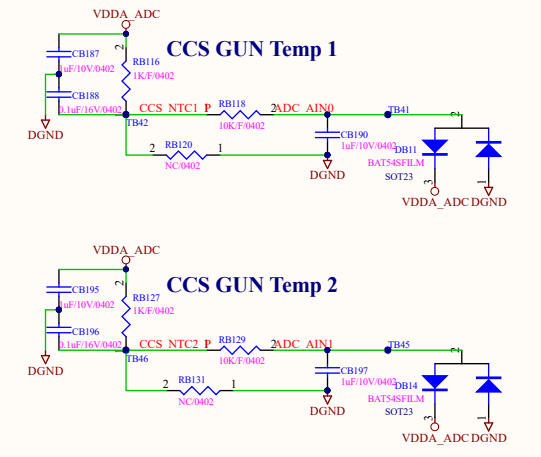 VDDA_ADC
CCS GUN Temp 1
2
CB187
1uF/10V/0402
RB116
1K/F/0402
CB188
0.1uF/16V/0402
CCS_NTC1_P
RB118
2
ADC_AIN0
TB41
2
TB42
10K/F/0402
DGND
CB190
1uF/10V/0402
2
RB120
1
NC/0402
DB11
BAT54SFILM
SOT23
DGND
3
1
VDDA_ADC
DGND
VDDA_ADC
CCS GUN Temp 2
2
CB195
1uF/10V/0402
RB127
1K/F/0402
CB196
0.1uF/16V/0402
CCS_NTC2_P
RB129
2
ADC_AIN1
TB45
2
TB46
10K/F/0402
DGND
CB197
1uF/10V/0402
2
RB131
1
NC/0402
DB14
BAT54SFILM
SOT23
DGND
3
1
VDDA_ADC
DGND